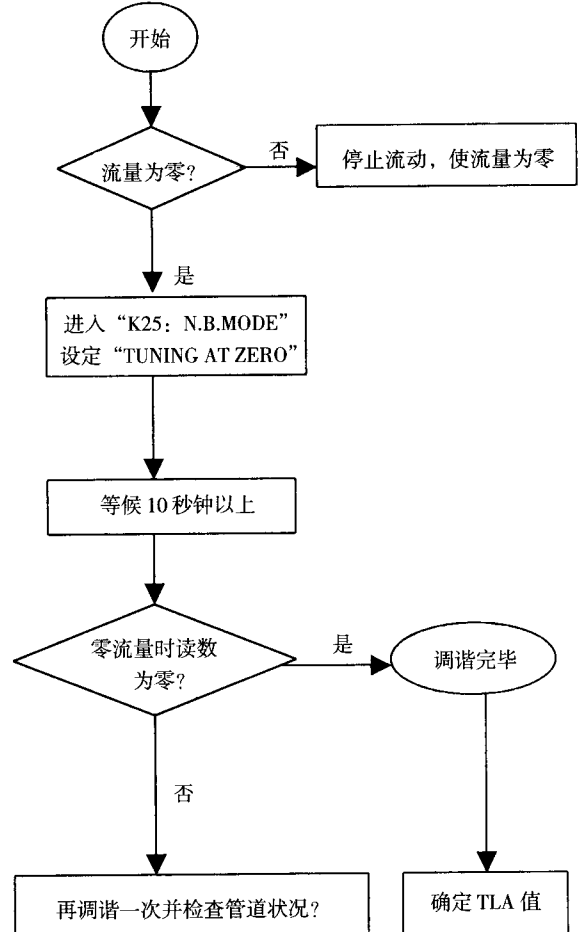 开始
流量为零？
否
停止流动，使流量为零
是
进入“K25：N.B.MODE”
设定“TUNING AT ZERO”
等候10秒钟以上
零流量时读数
为零？
是
调谐完毕
否
再调谐一次并检查管道状况？
确定TLA值